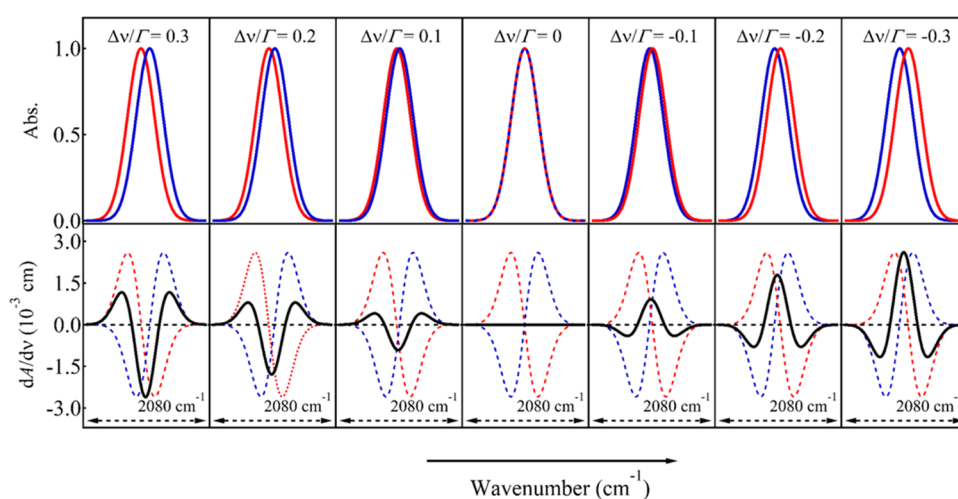 Δν/Γ = 0.3 Δν/Γ = 0.2 Δν/Γ = 0.1 Δν/Γ = 0 Δν/Γ = -0.1 Δν/Γ = -0.2 Δν/Γ = -0.3
1.0
Abs.
0.5
0.0
3.0
1.5
dA/dν (10⁻³ cm)
0.0
-1.5
-3.0
2080 cm⁻¹ 2080 cm⁻¹ 2080 cm⁻¹ 2080 cm⁻¹ 2080 cm⁻¹ 2080 cm⁻¹ 2080 cm⁻¹
Wavenumber (cm⁻¹)